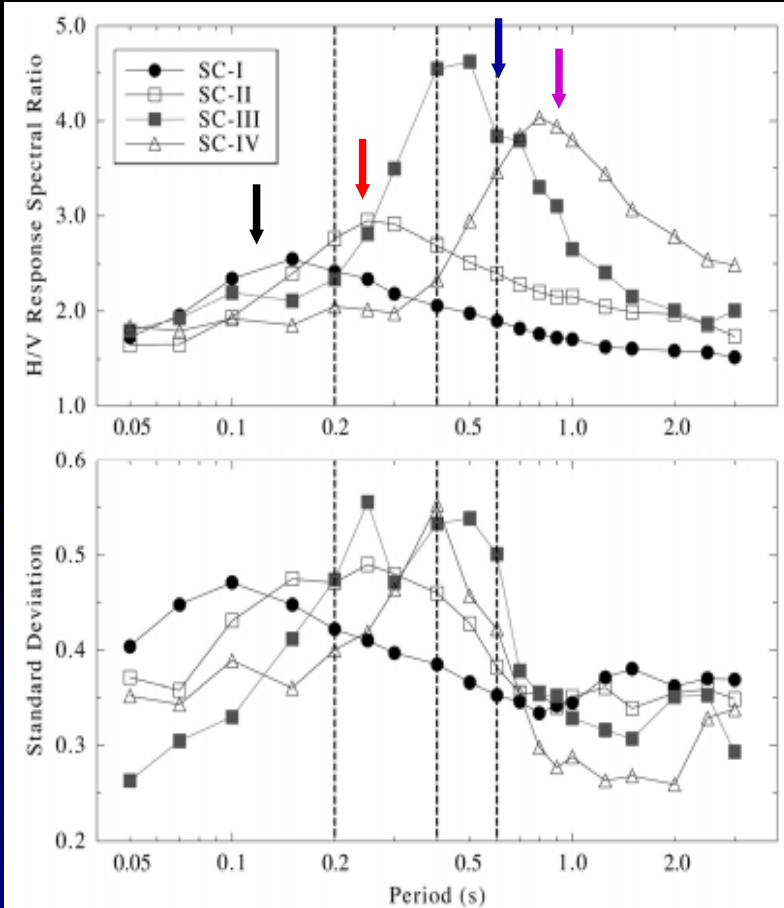 H/V Response Spectral Ratio
5.0
4.0
3.0
2.0
1.0
SC-I
SC-II
SC-III
SC-IV
0.05 0.1 0.2 0.5 1.0 2.0
Standard Deviation
0.6
0.5
0.4
0.3
0.2
0.05 0.1 0.2 0.5 1.0 2.0
Period (s)